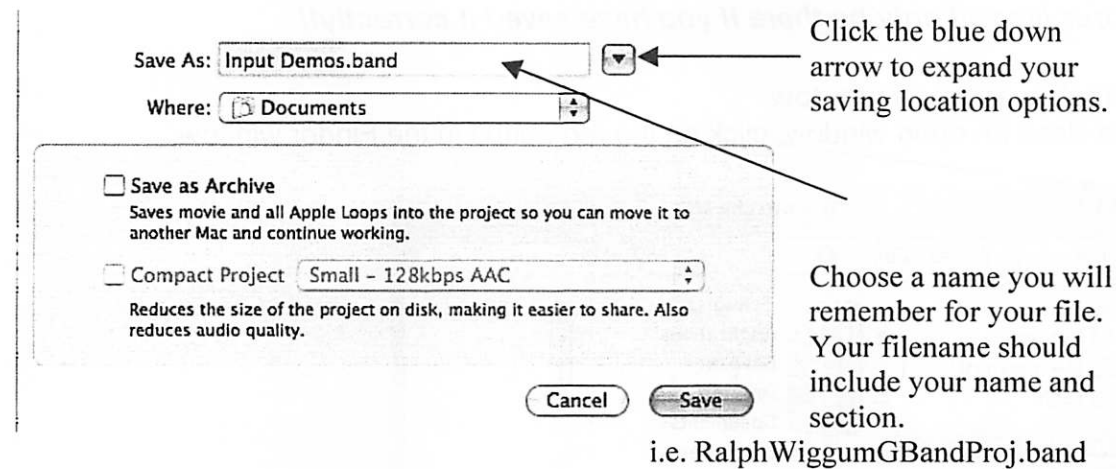 Save As: Input Demos.band
Click the blue down
arrow to expand your
saving location options.
Where: Documents
Save as Archive
Saves movie and all Apple Loops into the project so you can move it to
another Mac and continue working.
Compact Project Small – 128kbps AAC
Reduces the size of the project on disk, making it easier to share. Also
reduces audio quality.
Cancel Save
Choose a name you will
remember for your file.
Your filename should
include your name and
section.
i.e. RalphWiggumGBandProj.band